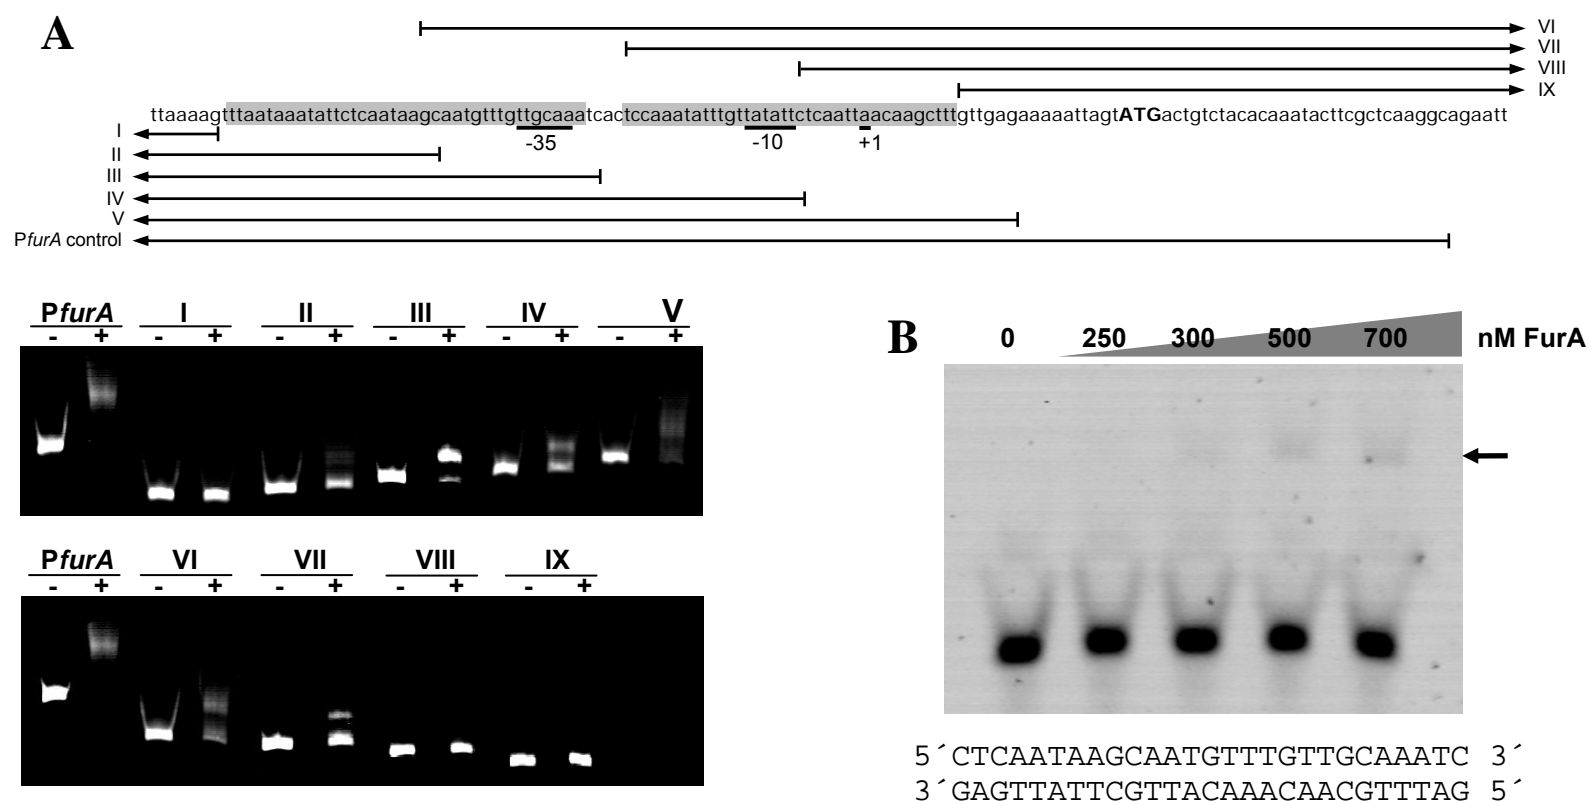 A
VI
VII
VIII
IX
ttaaaagtttaataaatattctcaataagcaatgtttgttgcaaatcactccaaatatttgttatattctcaattaacaagctttgttgagaaaaattagtATGactgtctacacaaatacttcgctcaaggcagaatt
I
-35
-10
+1
II
III
IV
V
PfurA control
PfurA I II III IV V
- + - + - + - + - + - +
PfurA VI VII VIII IX
- + - + - + - + - +
B
0 250 300 500 700 nM FurA
5´CTCAATAAGCAATGTTTGTTGCAAATC 3´
3´GAGTTATTCGTTACAAACAACGTTTAG 5´